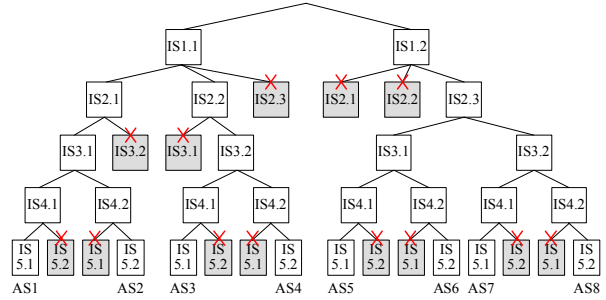 IS1.1 IS1.2
IS2.1 IS2.2 IS2.3 IS2.1 IS2.2 IS2.3
IS3.1 IS3.2 IS3.1 IS3.2 IS3.1 IS3.2
IS4.1 IS4.2 IS4.1 IS4.2 IS4.1 IS4.2 IS4.1 IS4.2
IS IS IS IS IS IS IS IS IS IS IS IS IS IS IS IS
5.1 5.2 5.1 5.2 5.1 5.2 5.1 5.2 5.1 5.2 5.1 5.2 5.1 5.2 5.1 5.2
AS1 AS2 AS3 AS4 AS5 AS6 AS7 AS8